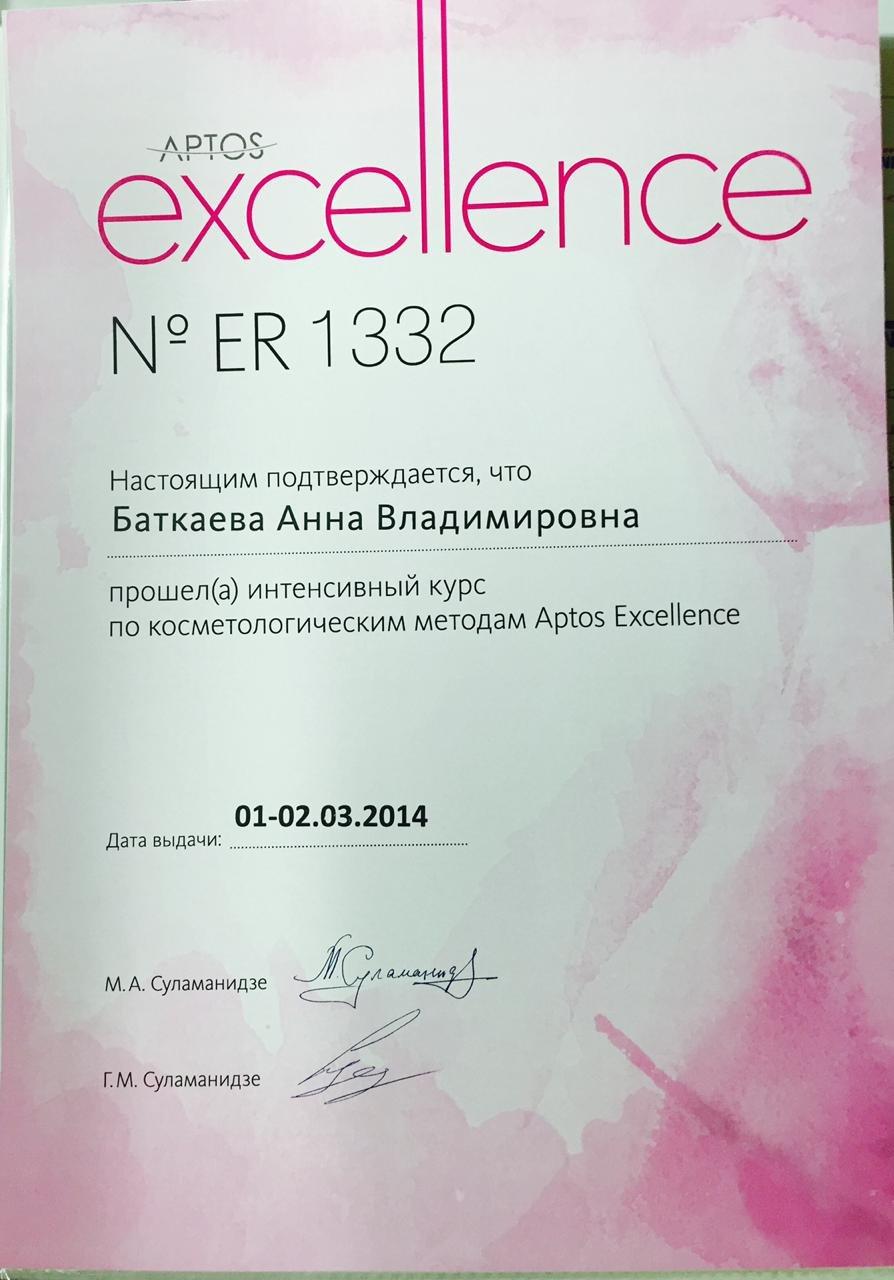 APTOS
excellence
Nº ER 1332
Настоящим подтверждается, что
Баткаева Анна Владимировна
прошел(а) интенсивный курс
по косметологическим методам Aptos Excellence
01-02.03.2014
Дата выдачи:
М.А. Суламанидзе М.Суламанидз
Г.М. Суламанидзе